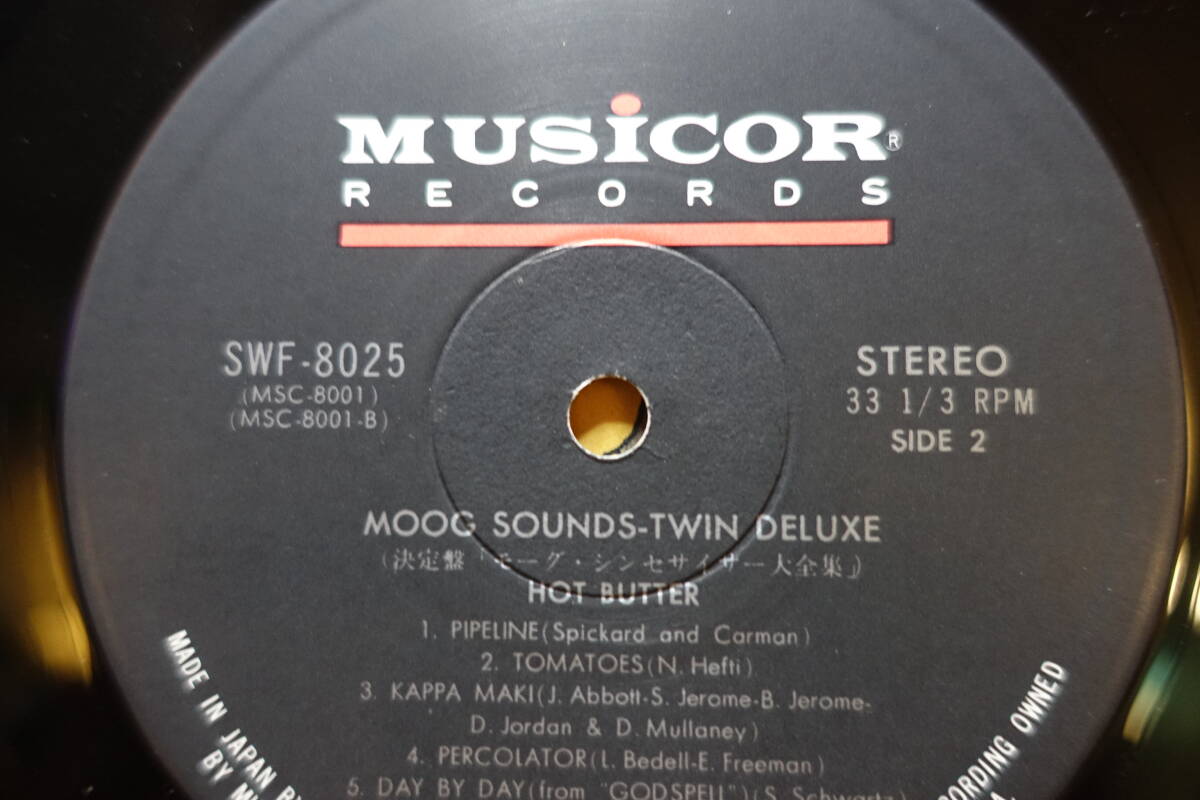 MUSiCOR®
RECORDS
SWF-8025
(MSC-8001)
(MSC-8001-B)
STEREO
33 1/3 RPM
SIDE 2
MOOG SOUNDS-TWIN DELUXE
(決定盤「モーグ・シンセサイザー大全集」)
HOT BUTTER
1. PIPELINE(Spickard and Carman)
2. TOMATOES(N. Hefti)
3. KAPPA MAKI(J. Abbott-S. Jerome-B. Jerome-
D. Jordan & D. Mullaney)
4. PERCOLATOR(L. Bedell-E. Freeman)
5. DAY BY DAY(from "GODSPELL")(S. Schwartz)
MADE IN JAPAN
BY
OWNED